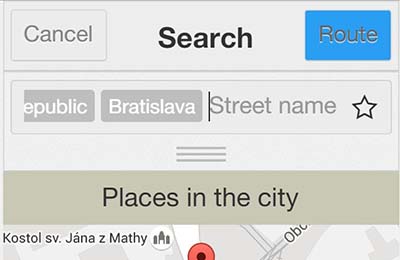 Cancel Search Route
epublic Bratislava Street name
Places in the city
Kostol sv. Jána z Mathy
Obc